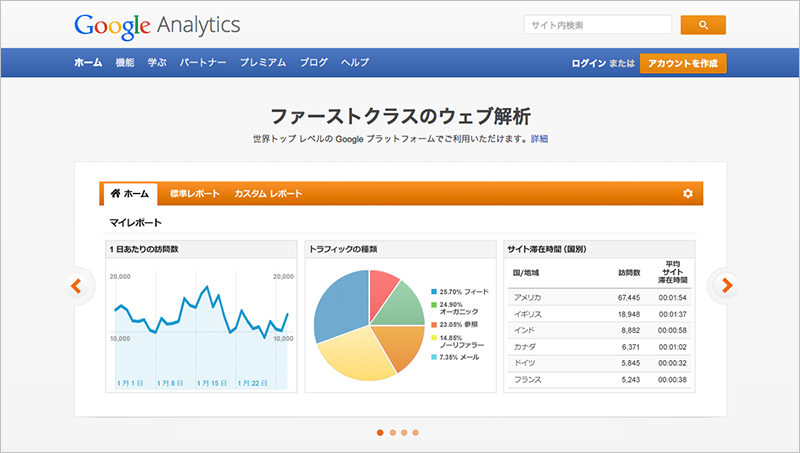 Google Analytics
サイト内検索
ホーム 機能 学ぶ パートナー プレミアム ブログ ヘルプ ログイン または アカウントを作成
ファーストクラスのウェブ解析
世界トップ レベルの Google プラットフォームでご利用いただけます。詳細
ホーム 標準レポート カスタム レポート
マイレポート
1 日あたりの訪問数
20,000 20,000
10,000 10,000
1 月 1 日 1 月 8 日 1 月 15 日 1 月 22 日
トラフィックの種類
25.70% フィード
24.90%
オーガニック
23.05% 参照
14.85%
ノーリファラー
7.35% メール
サイト滞在時間 (国別)
国/地域 訪問数 平均
サイト
滞在時間
アメリカ 67,445 00:01:54
イギリス 18,948 00:01:37
インド 8,882 00:00:58
カナダ 6,371 00:01:02
ドイツ 5,845 00:00:32
フランス 5,243 00:00:38